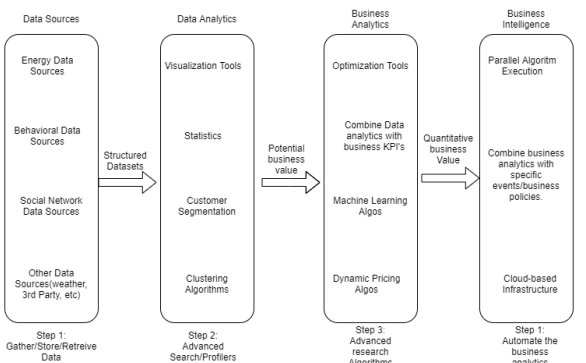 Data Sources
Energy Data
Sources
Behavioral Data
Sources
Social Network
Data Sources
Other Data
Sources(weather,
3rd Party, etc)
Step 1:
Gather/Store/Retreive
Data
Structured
Datasets
Data Analytics
Visualization Tools
Statistics
Customer
Segmentation
Clustering
Algorithms
Step 2:
Advanced
Search/Profilers
Potential
business
value
Business
Analytics
Optimization Tools
Combine Data
analytics with
business KPI's
Machine Learning
Algos
Dynamic Pricing
Algos
Step 3:
Advanced
research
Algorithms
Quantitative
business
Value
Business
Intelligence
Parallel Algoritm
Execution
Combine business
analytics with
specific
events/business
policies.
Cloud-based
Infrastructure
Step 1:
Automate the
business
analytics